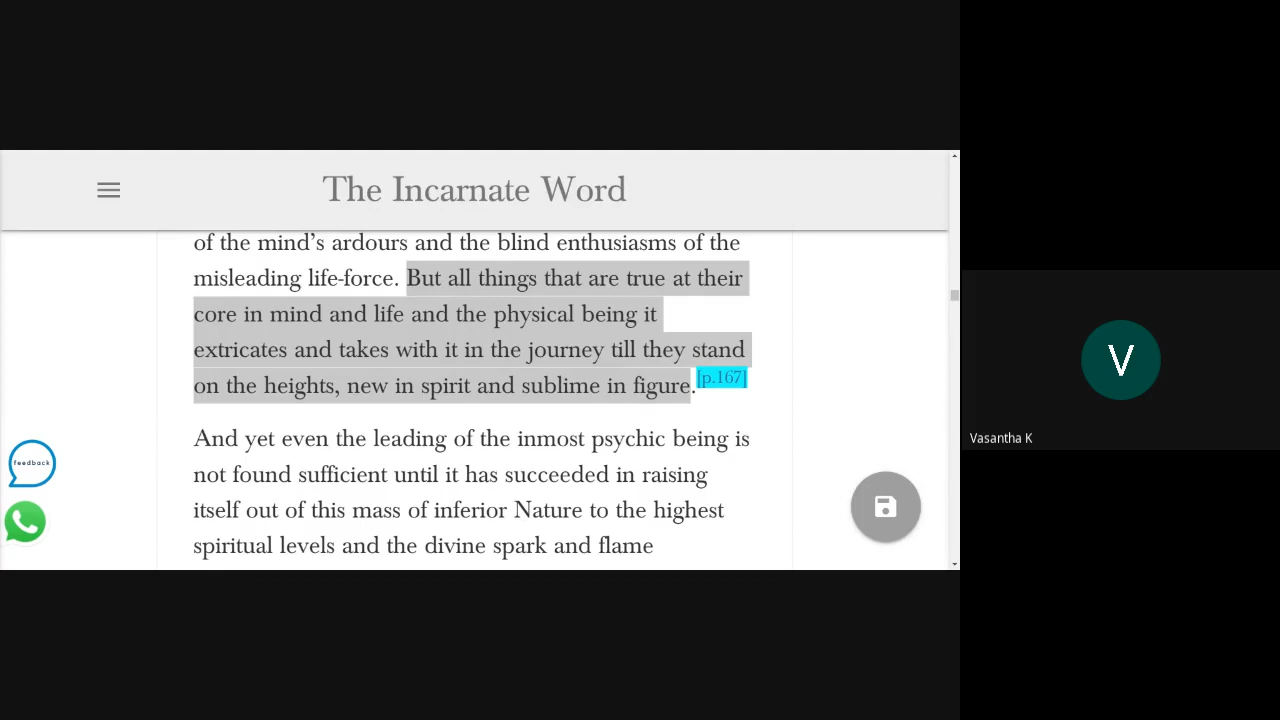 The Incarnate Word
of the mind’s ardours and the blind enthusiasms of the
misleading life-force. But all things that are true at their
core in mind and life and the physical being it
extricates and takes with it in the journey till they stand
on the heights, new in spirit and sublime in figure.[p.167]
And yet even the leading of the inmost psychic being is
not found sufficient until it has succeeded in raising
itself out of this mass of inferior Nature to the highest
spiritual levels and the divine spark and flame
feedback
V
Vasantha K